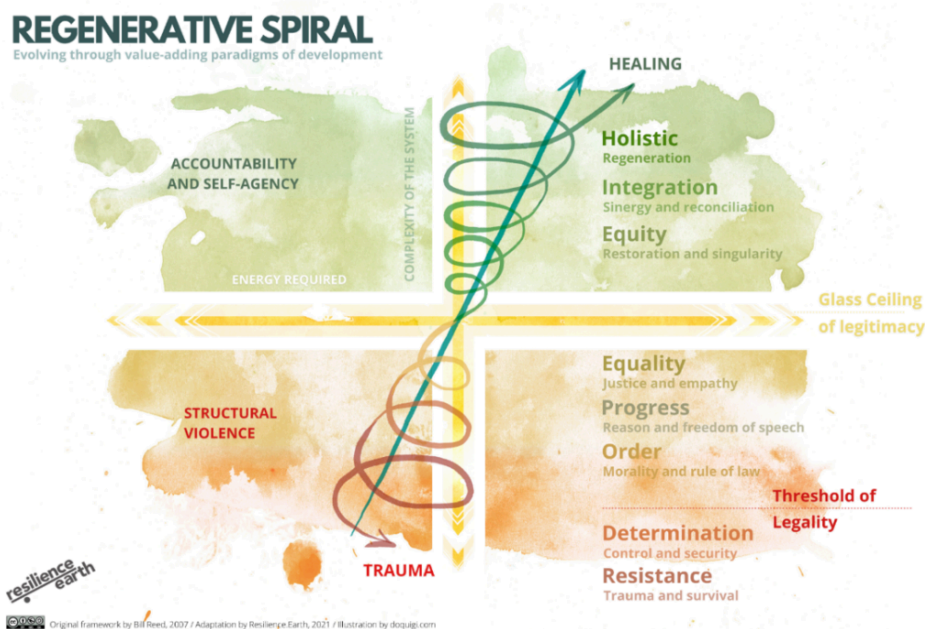 REGENERATIVE SPIRAL
Evolving through value-adding paradigms of development
HEALING
COMPLEXITY OF THE SYSTEM
ACCOUNTABILITY
AND SELF-AGENCY
ENERGY REQUIRED
Holistic
Regeneration
Integration
Sinergy and reconciliation
Equity
Restoration and singularity
Glass Ceiling
of legitimacy
Equality
Justice and empathy
Progress
Reason and freedom of speech
Order
Morality and rule of law
STRUCTURAL
VIOLENCE
Threshold of
Legality
Determination
Control and security
Resistance
Trauma and survival
TRAUMA
resilience
earth
Original framework by Bill Reed, 2007 / Adaptation by Resilience.Earth, 2021 / Illustration by doquigi.com